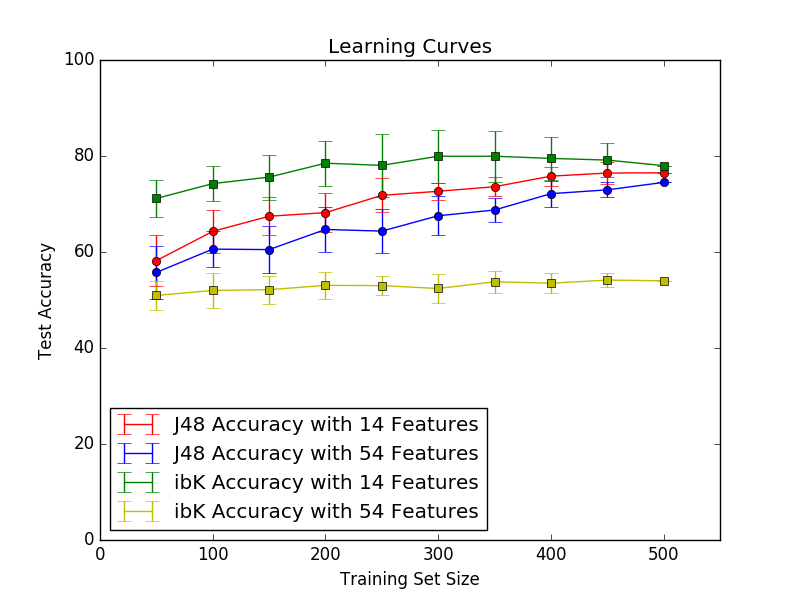 Learning Curves
100
80
60
40
20
0
Test Accuracy
J48 Accuracy with 14 Features
J48 Accuracy with 54 Features
ibK Accuracy with 14 Features
ibK Accuracy with 54 Features
0 100 200 300 400 500
Training Set Size